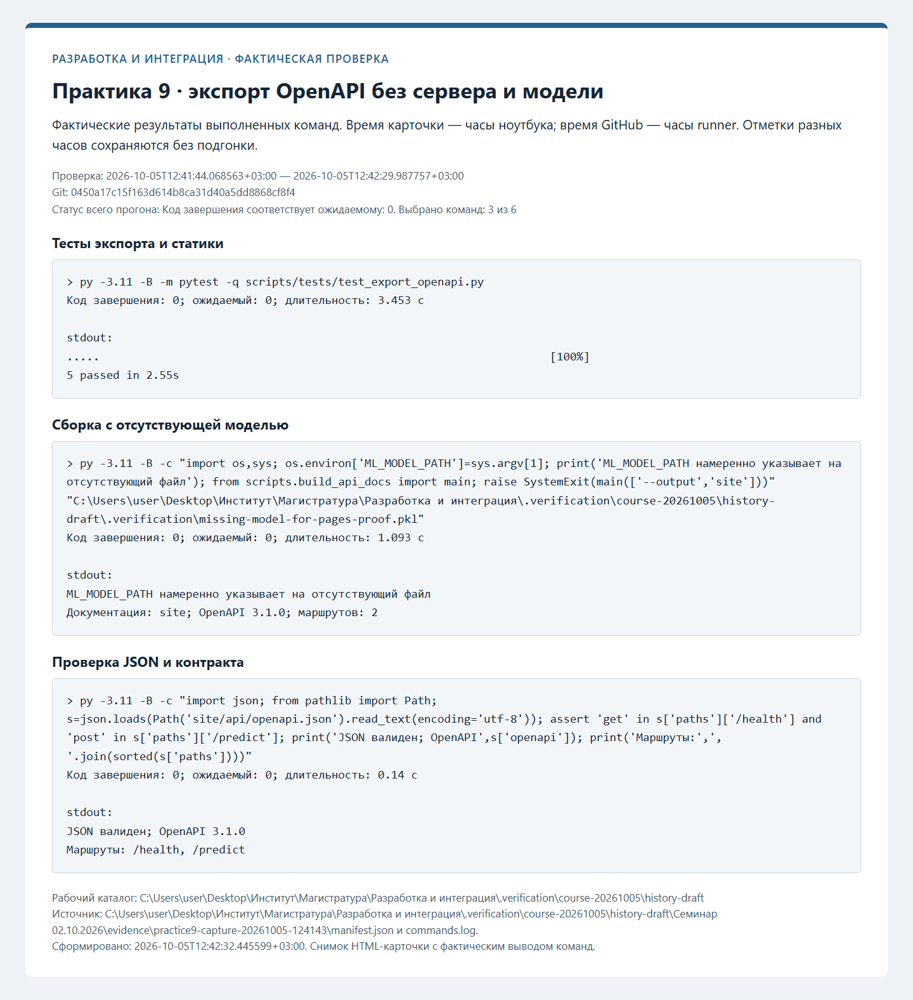 РАЗРАБОТКА И ИНТЕГРАЦИЯ · ФАКТИЧЕСКАЯ ПРОВЕРКА
Практика 9 · экспорт OpenAPI без сервера и модели
Фактические результаты выполненных команд. Время карточки — часы ноутбука; время GitHub — часы runner. Отметки разных
часов сохраняются без подгонки.
Проверка: 2026-10-05T12:41:44.068563+03:00 — 2026-10-05T12:42:29.987757+03:00
Git: 0450a17c15f163d614b8ca31d40a5dd8868cf8f4
Статус всего прогона: Код завершения соответствует ожидаемому: 0. Выбрано команд: 3 из 6
Тесты экспорта и статики
> py -3.11 -B -m pytest -q scripts/tests/test_export_openapi.py
Код завершения: 0; ожидаемый: 0; длительность: 3.453 с
stdout:
..... [100%]
5 passed in 2.55s
Сборка с отсутствующей моделью
> py -3.11 -B -c "import os,sys; os.environ['ML_MODEL_PATH']=sys.argv[1]; print('ML_MODEL_PATH намеренно указывает на
отсутствующий файл'); from scripts.build_api_docs import main; raise SystemExit(main(['--output','site']))"
"C:\Users\user\Desktop\Институт\Магистратура\Разработка и интеграция\.verification\course-20261005\history-
draft\.verification\missing-model-for-pages-proof.pkl"
Код завершения: 0; ожидаемый: 0; длительность: 1.093 с
stdout:
ML_MODEL_PATH намеренно указывает на отсутствующий файл
Документация: site; OpenAPI 3.1.0; маршрутов: 2
Проверка JSON и контракта
> py -3.11 -B -c "import json; from pathlib import Path;
s=json.loads(Path('site/api/openapi.json').read_text(encoding='utf-8')); assert 'get' in s['paths']['/health'] and
'post' in s['paths']['/predict']; print('JSON валиден; OpenAPI',s['openapi']); print('Маршруты:',',
'.join(sorted(s['paths'])))"
Код завершения: 0; ожидаемый: 0; длительность: 0.14 с
stdout:
JSON валиден; OpenAPI 3.1.0
Маршруты: /health, /predict
Рабочий каталог: C:\Users\user\Desktop\Институт\Магистратура\Разработка и интеграция\.verification\course-20261005\history-draft
Источник: C:\Users\user\Desktop\Институт\Магистратура\Разработка и интеграция\.verification\course-20261005\history-draft\Семинар
02.10.2026\evidence\practice9-capture-20261005-124143\manifest.json и commands.log.
Сформировано: 2026-10-05T12:42:32.445599+03:00. Снимок HTML-карточки с фактическим выводом команд.